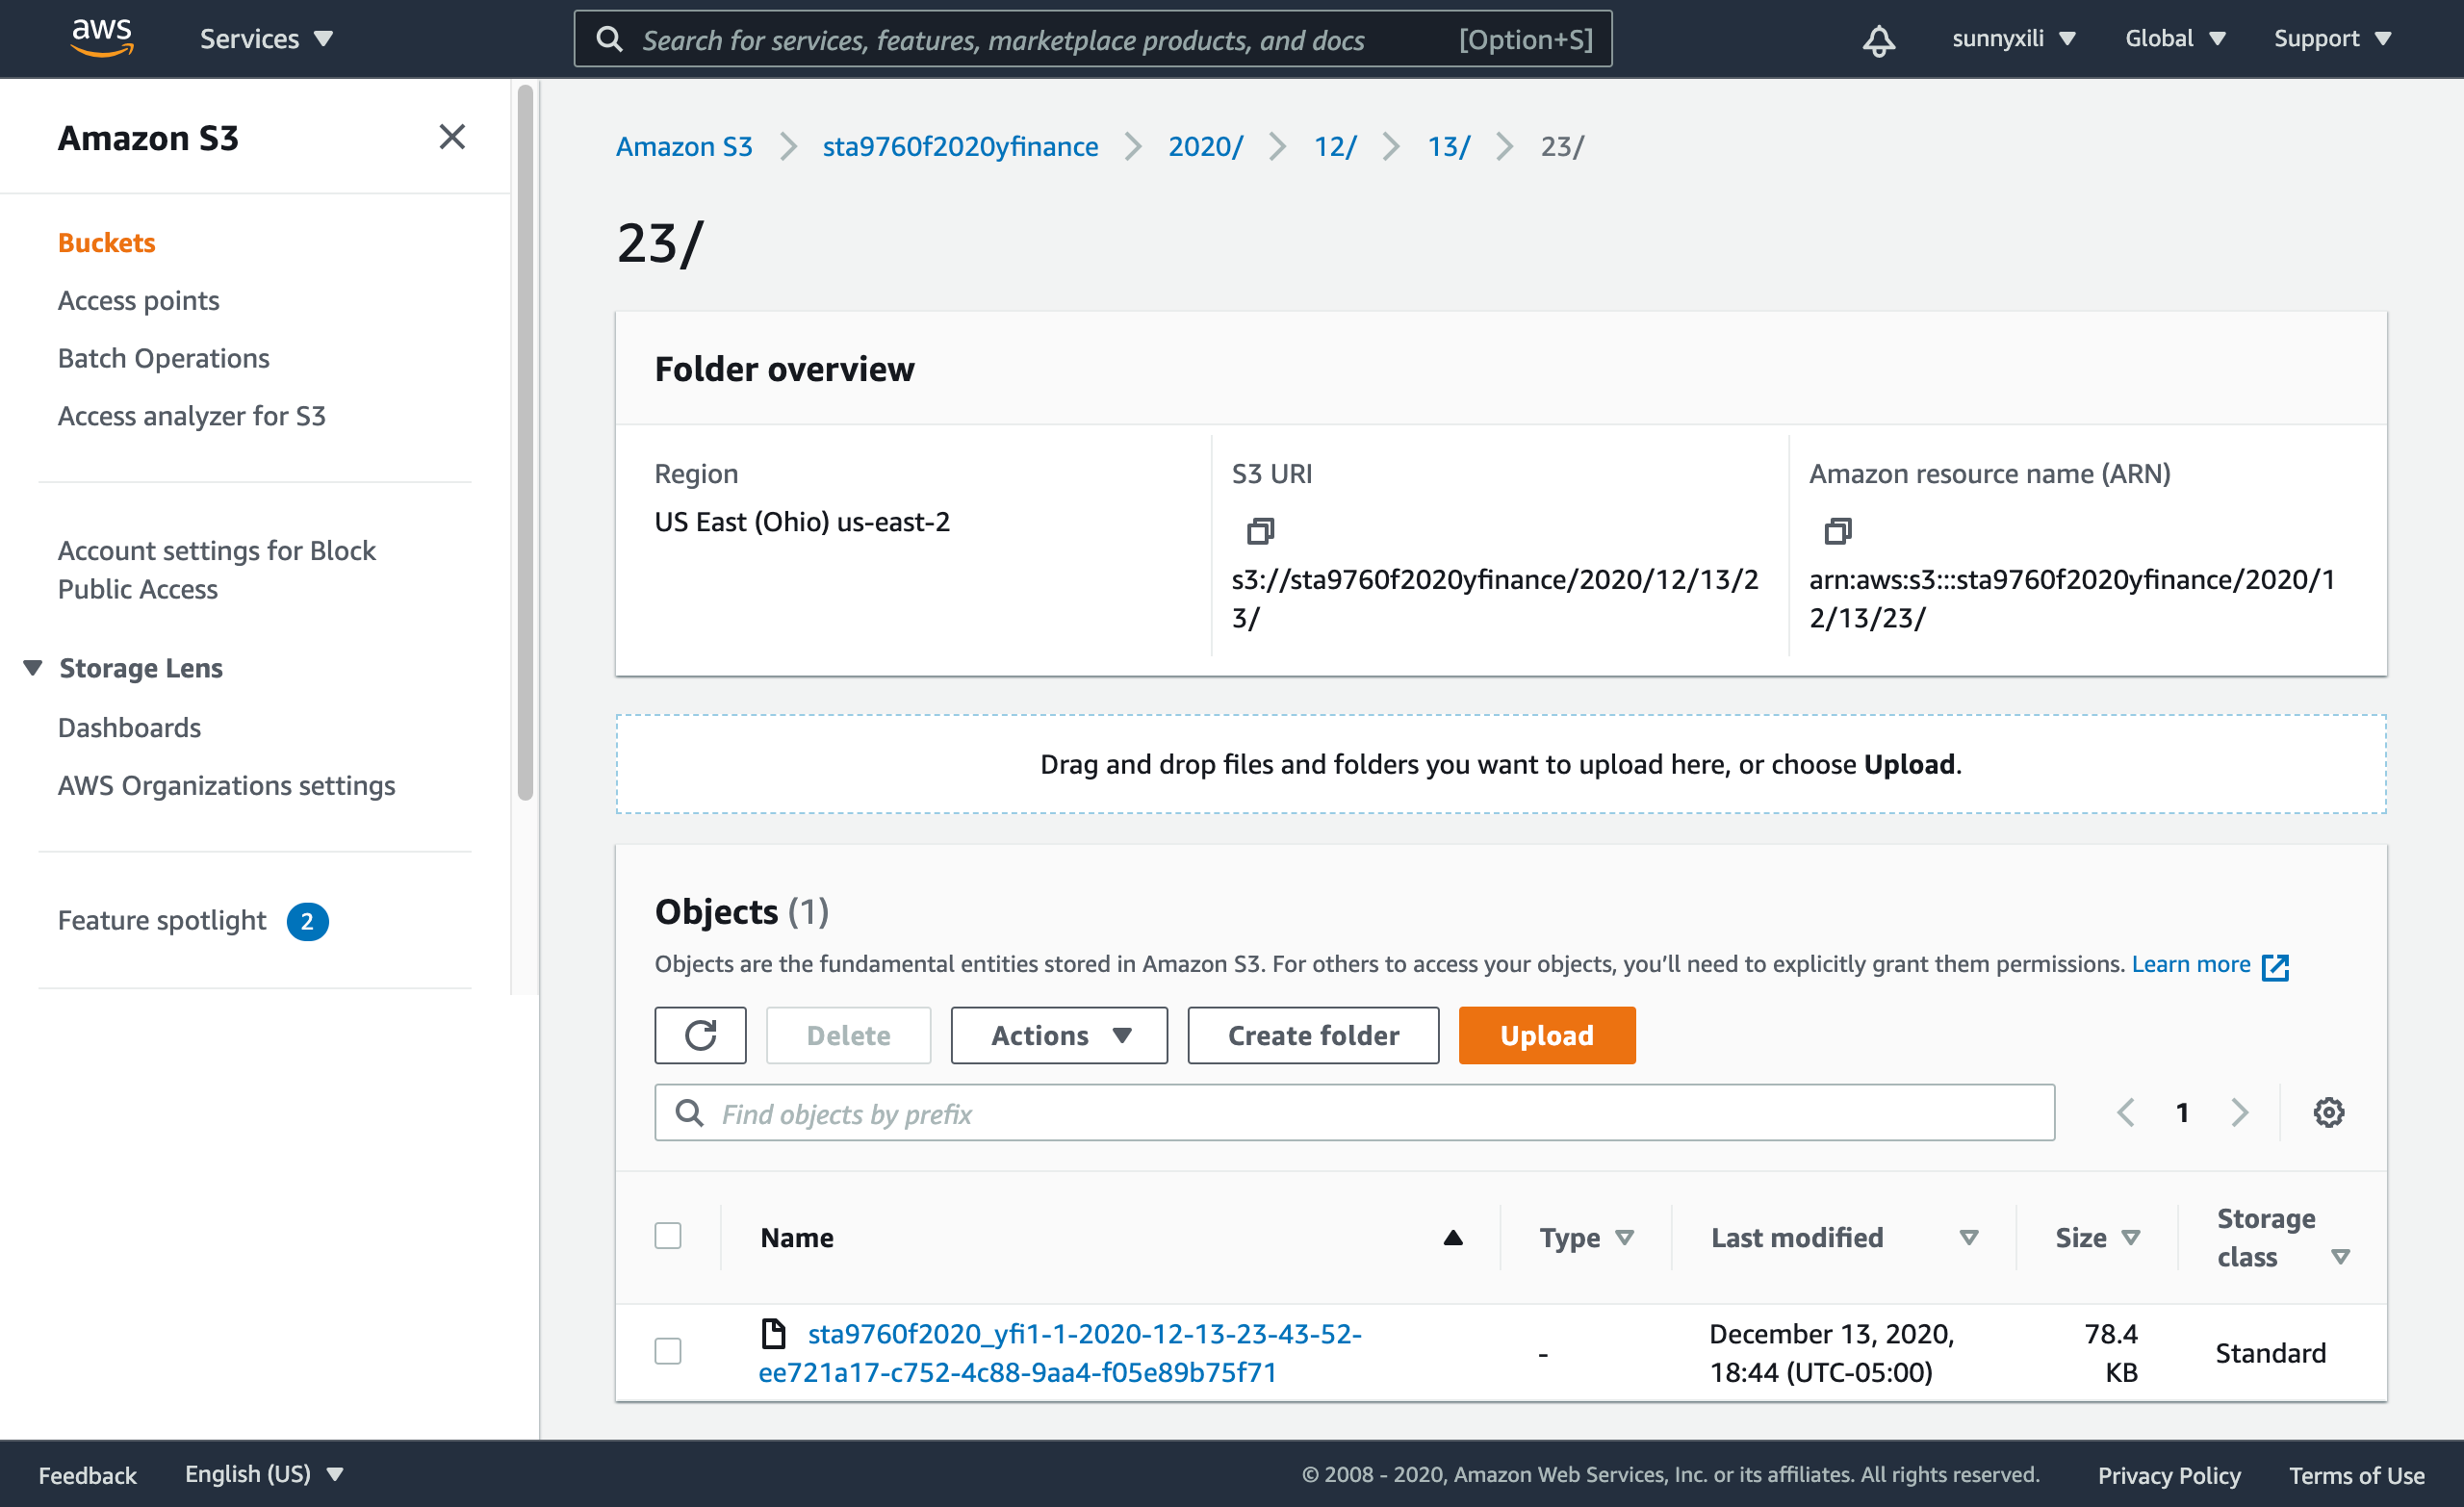 aws
Services
Search for services, features, marketplace products, and docs [Option+S]
sunnyxili
Global
Support
Amazon S3
Buckets
Access points
Batch Operations
Access analyzer for S3
Account settings for Block
Public Access
Storage Lens
Dashboards
AWS Organizations settings
Feature spotlight 2
Amazon S3 sta9760f2020yfinance 2020/ 12/ 13/ 23/
23/
Folder overview
Region
US East (Ohio) us-east-2
S3 URI
s3://sta9760f2020yfinance/2020/12/13/2
3/
Amazon resource name (ARN)
arn:aws:s3:::sta9760f2020yfinance/2020/1
2/13/23/
Drag and drop files and folders you want to upload here, or choose Upload.
Objects (1)
Objects are the fundamental entities stored in Amazon S3. For others to access your objects, you’ll need to explicitly grant them permissions. Learn more
Delete
Actions
Create folder
Upload
Find objects by prefix
1
Name
Type
Last modified
Size
Storage
class
sta9760f2020_yfi1-1-2020-12-13-23-43-52-
ee721a17-c752-4c88-9aa4-f05e89b75f71
-
December 13, 2020,
18:44 (UTC-05:00)
78.4
KB
Standard
Feedback
English (US)
© 2008 - 2020, Amazon Web Services, Inc. or its affiliates. All rights reserved.
Privacy Policy
Terms of Use